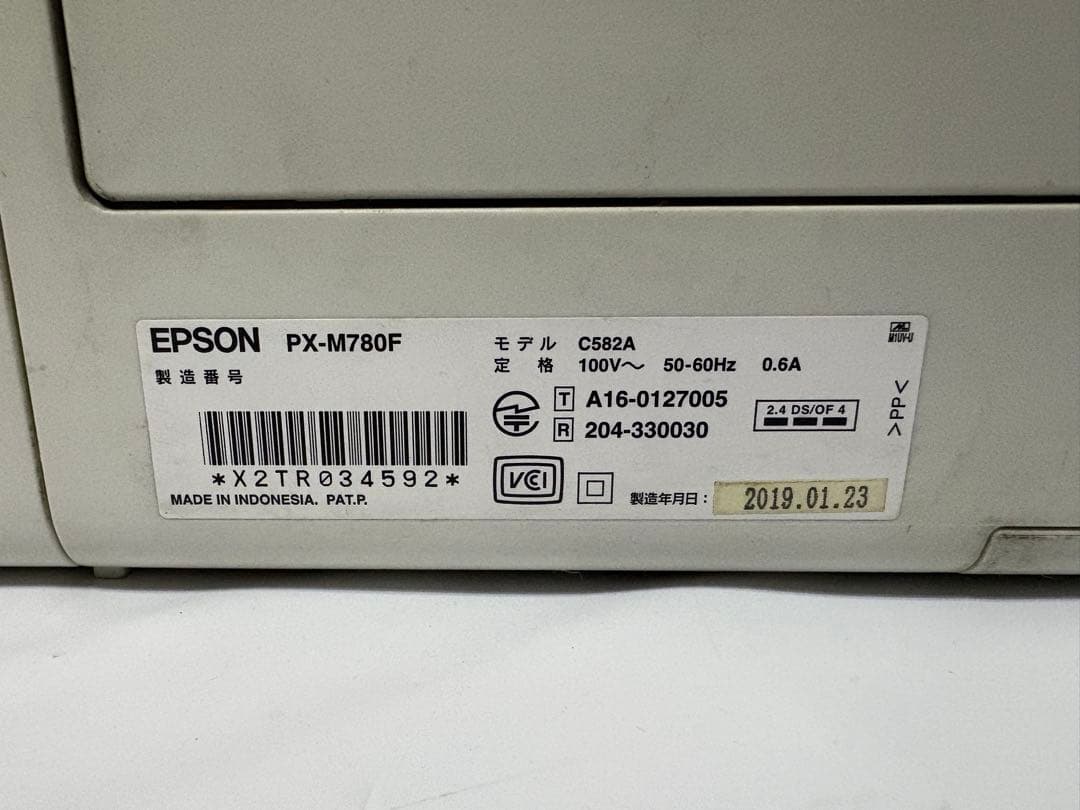 EPSON PX-M780F
製造番号
*X2TR034592*
MADE IN INDONESIA. PAT.P.
モデル C582A
定格 100V～ 50-60Hz 0.6A
T A16-0127005
R 204-330030
2.4 DS/OF 4
VCI
製造年月日：2019.01.23
M1UV-U
>PP<